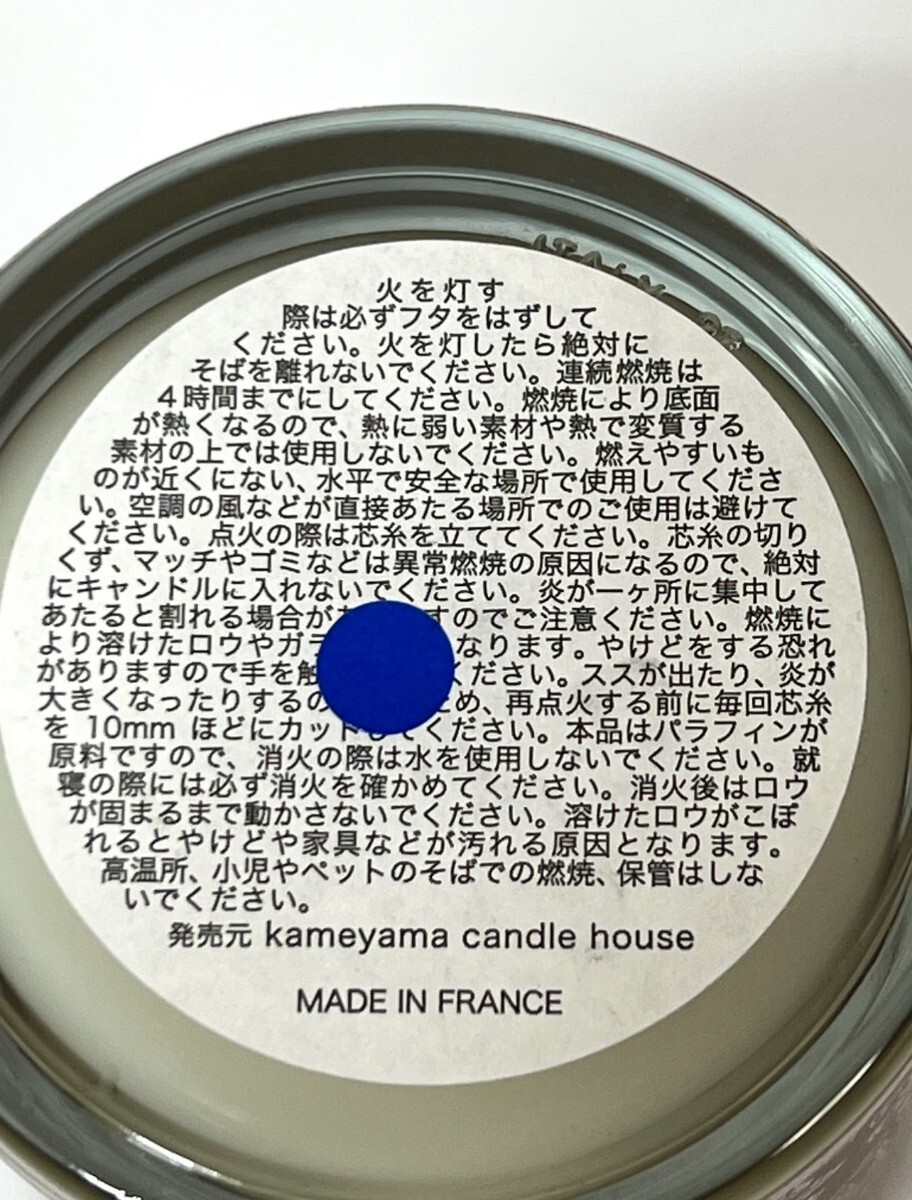 ITALY
火を灯す
際は必ずフタをはずして
ください。火を灯したら絶対に
そばを離れないでください。連続燃焼は
4時間までにしてください。燃焼により底面
が熱くなるので、熱に弱い素材や熱で変質する
素材の上では使用しないでください。燃えやすいも
のが近くにない、水平で安全な場所で使用してくださ
い。空調の風などが直接あたる場所でのご使用は避けて
ください。点火の際は芯糸を立ててください。芯糸の切り
くず、マッチやゴミなどは異常燃焼の原因になるので、絶対
にキャンドルに入れないでください。炎が一ヶ所に集中して
あたると割れる場合が すのでご注意ください。燃焼に
より溶けたロウやガラ なります。やけどをする恐れ
がありますので手を触 ください。ススが出たり、炎が
大きくなったりするの め、再点火する前に毎回芯糸
を 10mm ほどにカットしてください。本品はパラフィンが
原料ですので、消火の際は水を使用しないでください。就
寝の際には必ず消火を確かめてください。消火後はロウ
が固まるまで動かさないでください。溶けたロウがこぼ
れるとやけどや家具などが汚れる原因となります。
高温所、小児やペットのそばでの燃焼、保管はしな
いでください。
発売元 kameyama candle house
MADE IN FRANCE